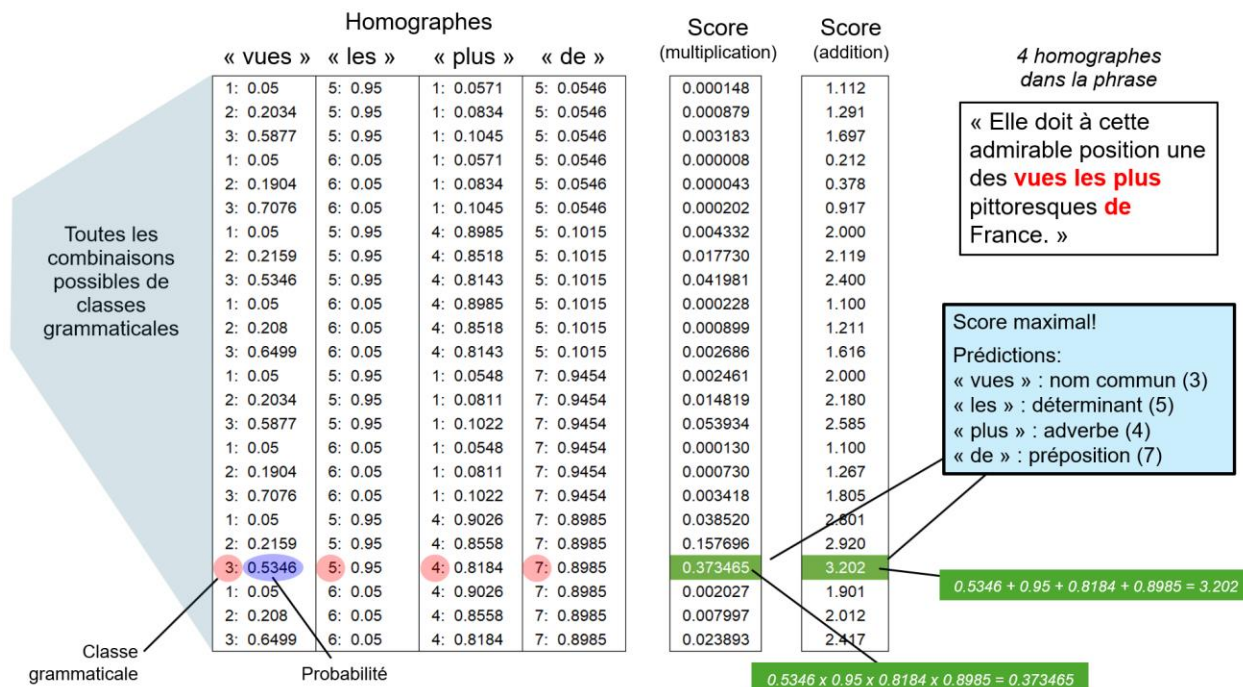 Homographes
« vues » « les » « plus » « de »
Score
(multiplication)
Score
(addition)
1: 0.05 5: 0.95 1: 0.0571 5: 0.0546 0.000148 1.112
2: 0.2034 5: 0.95 1: 0.0834 5: 0.0546 0.000879 1.291
3: 0.5877 5: 0.95 1: 0.1045 5: 0.0546 0.003183 1.697
1: 0.05 6: 0.05 1: 0.0571 5: 0.0546 0.000008 0.212
2: 0.1904 6: 0.05 1: 0.0834 5: 0.0546 0.000043 0.378
3: 0.7076 6: 0.05 1: 0.1045 5: 0.0546 0.000202 0.917
1: 0.05 5: 0.95 4: 0.8985 5: 0.1015 0.004332 2.000
2: 0.2159 5: 0.95 4: 0.8518 5: 0.1015 0.017730 2.119
3: 0.5346 5: 0.95 4: 0.8143 5: 0.1015 0.041981 2.400
1: 0.05 6: 0.05 4: 0.8985 5: 0.1015 0.000228 1.100
2: 0.208 6: 0.05 4: 0.8518 5: 0.1015 0.000899 1.211
3: 0.6499 6: 0.05 4: 0.8143 5: 0.1015 0.002686 1.616
1: 0.05 5: 0.95 1: 0.0548 7: 0.9454 0.002461 2.000
2: 0.2034 5: 0.95 1: 0.0811 7: 0.9454 0.014819 2.180
3: 0.5877 5: 0.95 1: 0.1022 7: 0.9454 0.053934 2.585
1: 0.05 6: 0.05 1: 0.0548 7: 0.9454 0.000130 1.100
2: 0.1904 6: 0.05 1: 0.0811 7: 0.9454 0.000730 1.267
3: 0.7076 6: 0.05 1: 0.1022 7: 0.9454 0.003418 1.805
1: 0.05 5: 0.95 4: 0.9026 7: 0.8985 0.038520 2.801
2: 0.2159 5: 0.95 4: 0.8558 7: 0.8985 0.157696 2.920
3: 0.5346 5: 0.95 4: 0.8184 7: 0.8985 0.373465 3.202
1: 0.05 6: 0.05 4: 0.9026 7: 0.8985 0.002027 1.901
2: 0.208 6: 0.05 4: 0.8558 7: 0.8985 0.007997 2.012
3: 0.6499 6: 0.05 4: 0.8184 7: 0.8985 0.023893 2.417
Toutes les
combinaisons
possibles de
classes
grammaticales
Classe
grammaticale
Probabilité
4 homographes
dans la phrase
« Elle doit à cette
admirable position une
des vues les plus
pittoresques de
France. »
Score maximal!
Prédictions:
« vues » : nom commun (3)
« les » : déterminant (5)
« plus » : adverbe (4)
« de » : préposition (7)
0.5346 + 0.95 + 0.8184 + 0.8985 = 3.202
0.5346 x 0.95 x 0.8184 x 0.8985 = 0.373465